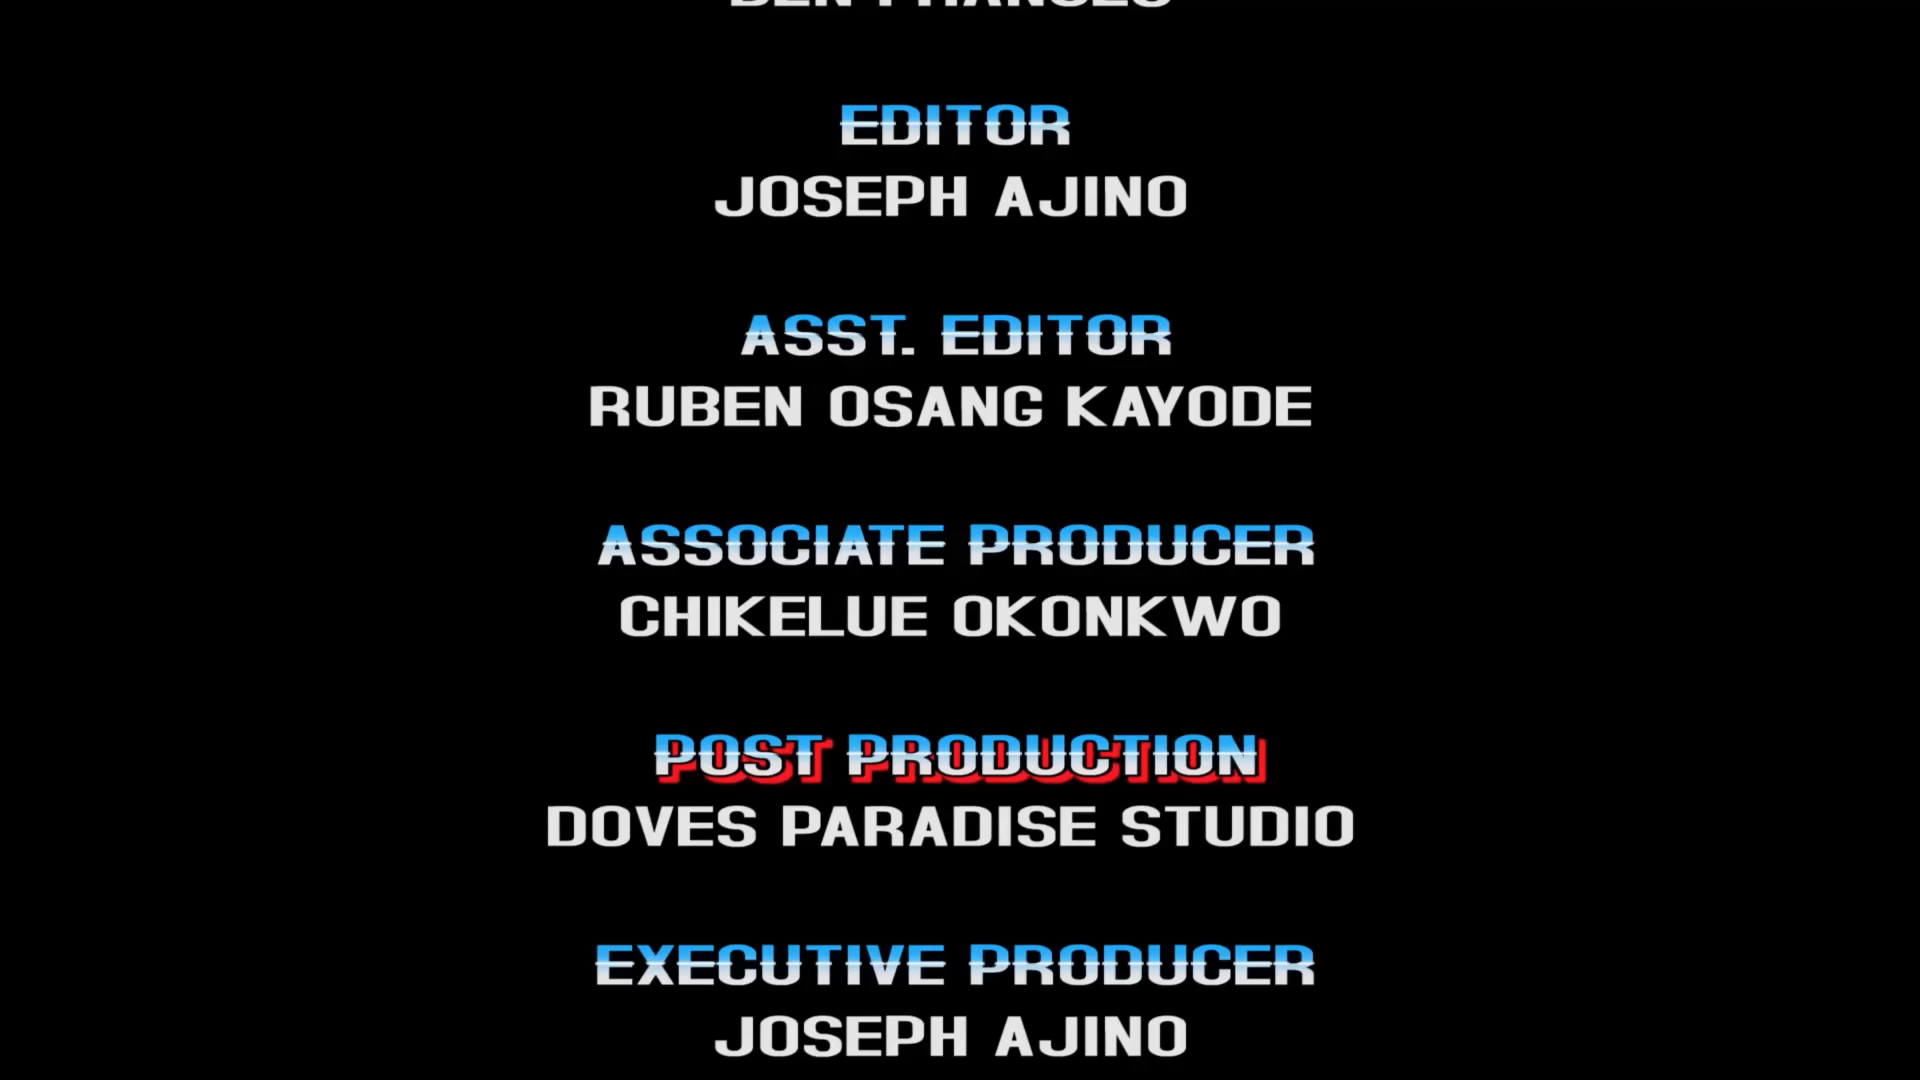 EDITOR
JOSEPH AJINO
ASST. EDITOR
RUBEN OSANG KAYODE
ASSOCIATE PRODUCER
CHIKELUE OKONKWO
POST PRODUCTION
DOVES PARADISE STUDIO
EXECUTIVE PRODUCER
JOSEPH AJINO